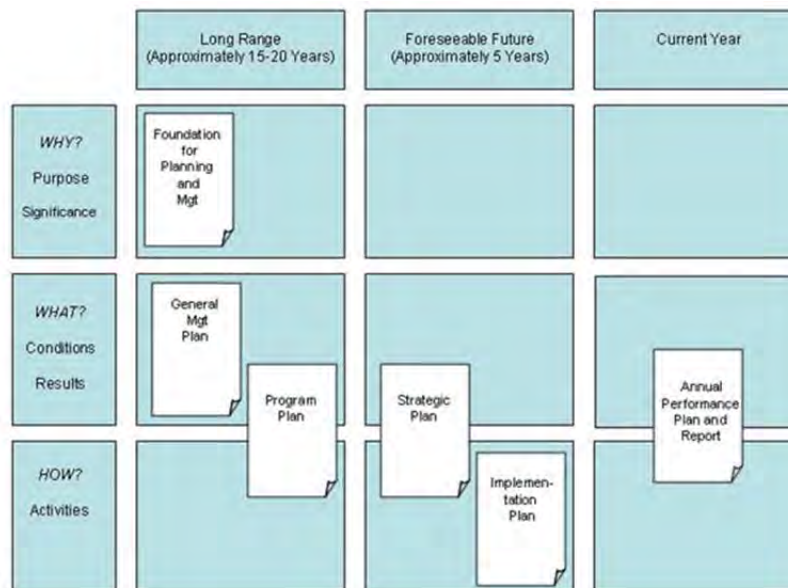 Long Range
(Approximately 15-20 Years)
Foreseeable Future
(Approximately 5 Years)
Current Year
WHY?
Purpose
Significance
Foundation
for
Planning
and
Mgt
WHAT?
Conditions
Results
General
Mgt
Plan
Program
Plan
Strategic
Plan
Annual
Performance
Plan and
Report
HOW?
Activities
Implemen-
tation
Plan